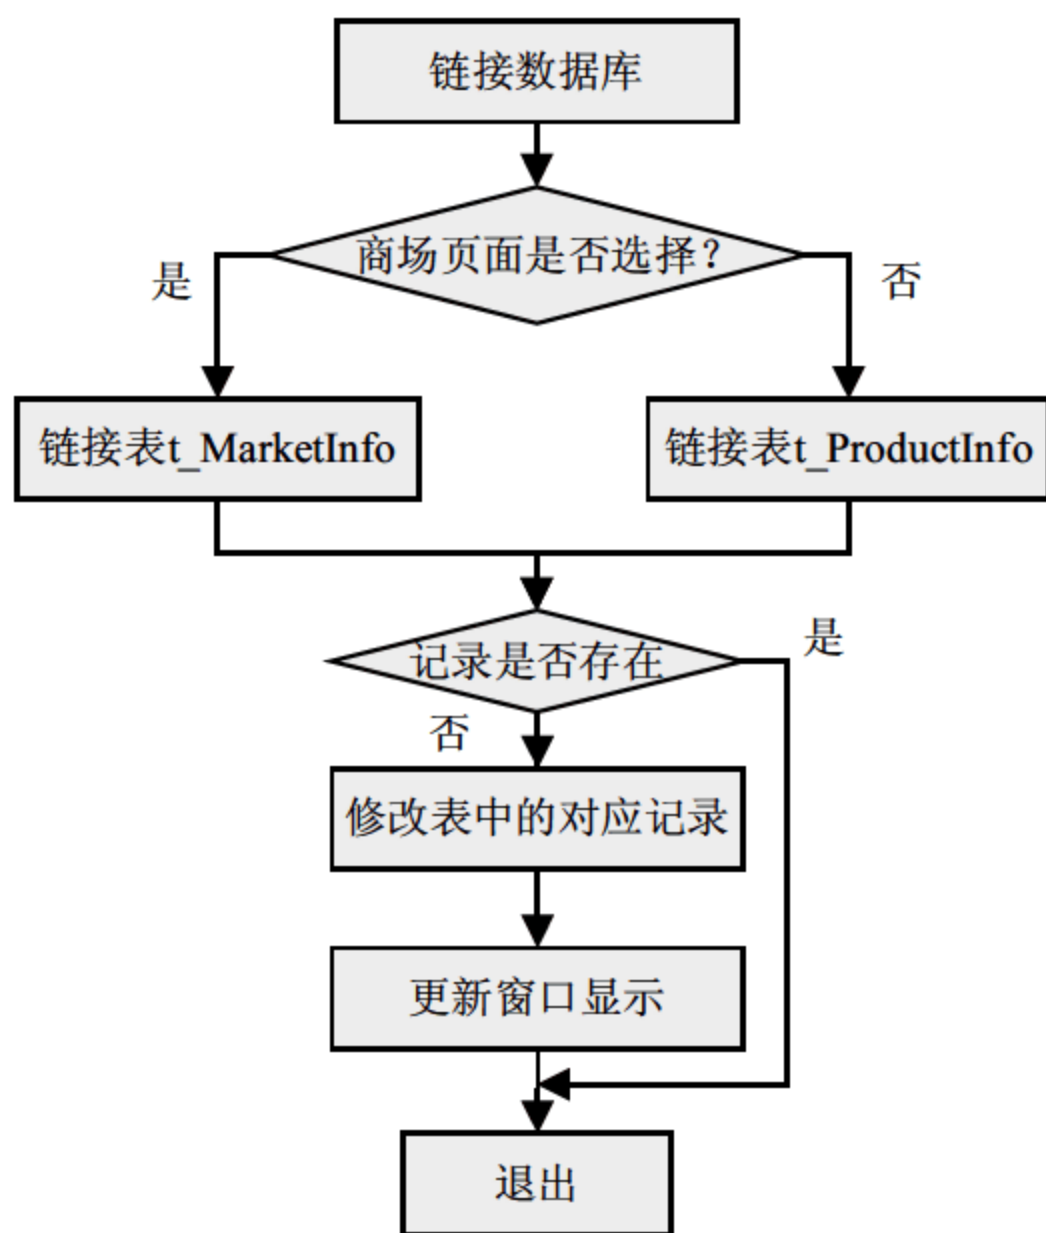 链接数据库
商场页面是否选择？
是
否
链接表t_MarketInfo
链接表t_ProductInfo
记录是否存在
是
否
修改表中的对应记录
更新窗口显示
退出